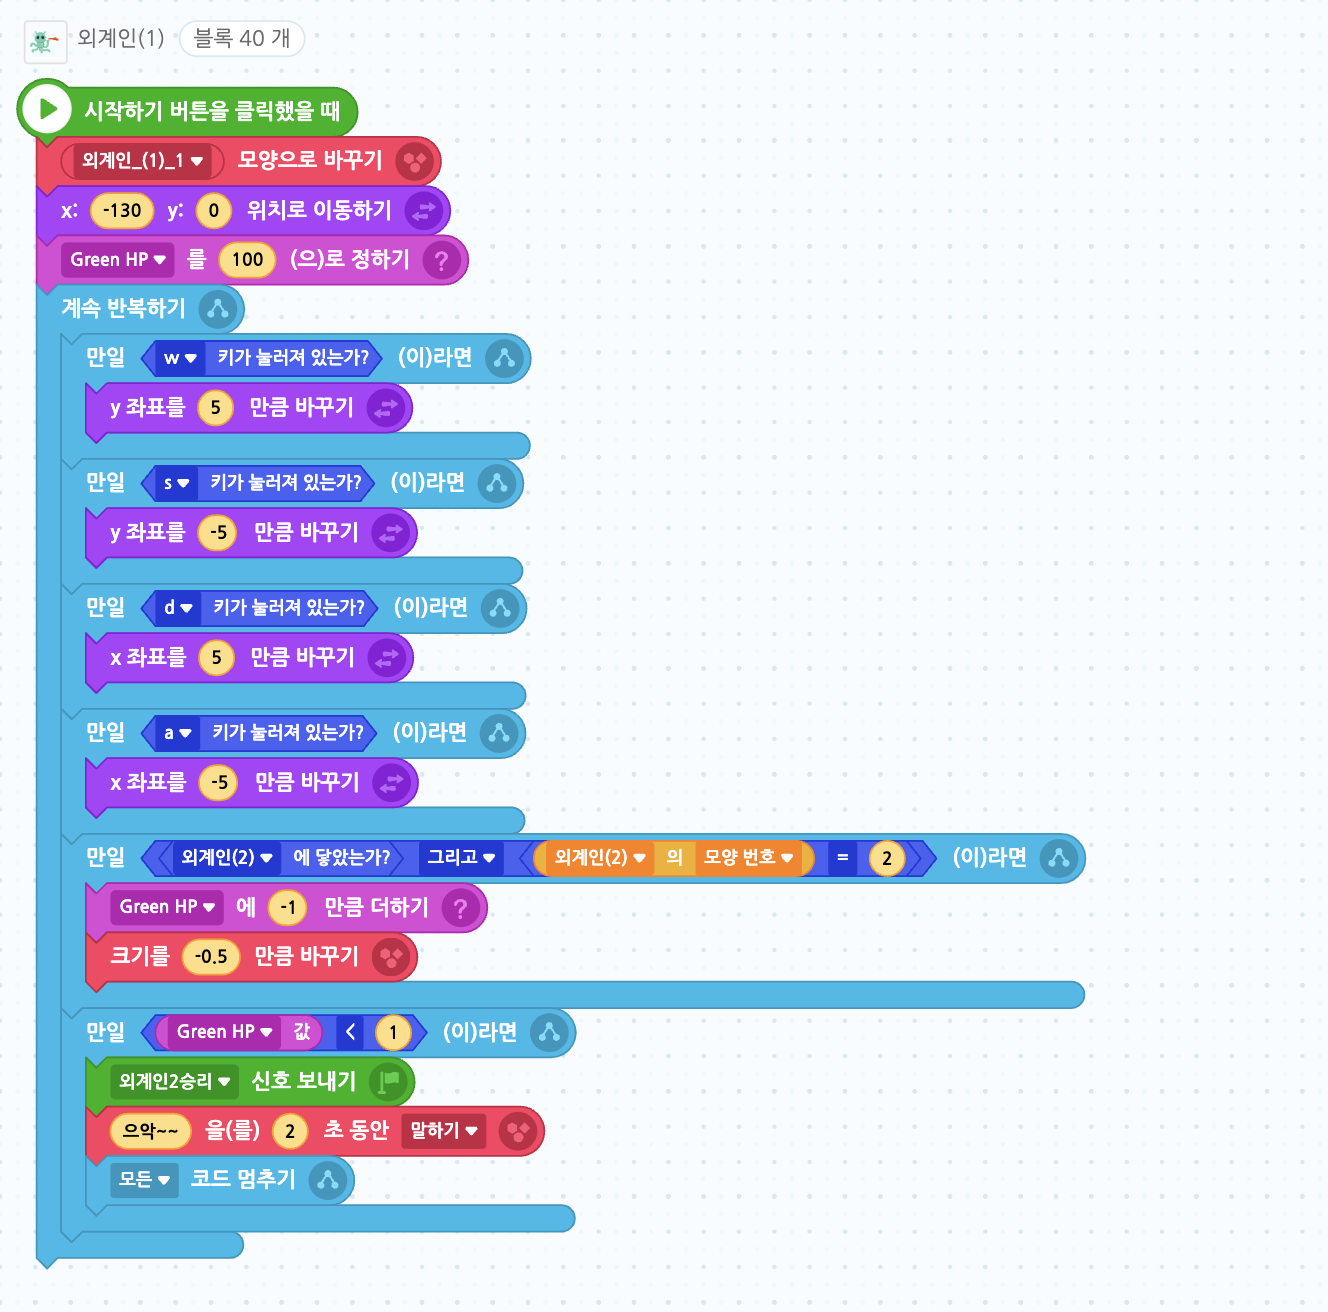 외계인(1) 블록 40 개
시작하기 버튼을 클릭했을 때
외계인_(1)_1 모양으로 바꾸기
x: -130 y: 0 위치로 이동하기
Green HP 를 100 (으)로 정하기 ?
계속 반복하기
만일 w 키가 눌러져 있는가? (이)라면
y 좌표를 5 만큼 바꾸기
만일 s 키가 눌러져 있는가? (이)라면
y 좌표를 -5 만큼 바꾸기
만일 d 키가 눌러져 있는가? (이)라면
x 좌표를 5 만큼 바꾸기
만일 a 키가 눌러져 있는가? (이)라면
x 좌표를 -5 만큼 바꾸기
만일 외계인(2) 에 닿았는가? 그리고 외계인(2) 의 모양 번호 = 2 (이)라면
Green HP 에 -1 만큼 더하기 ?
크기를 -0.5 만큼 바꾸기
만일 Green HP 값 < 1 (이)라면
외계인2승리 신호 보내기
으악~~ 을(를) 2 초 동안 말하기
모든 코드 멈추기